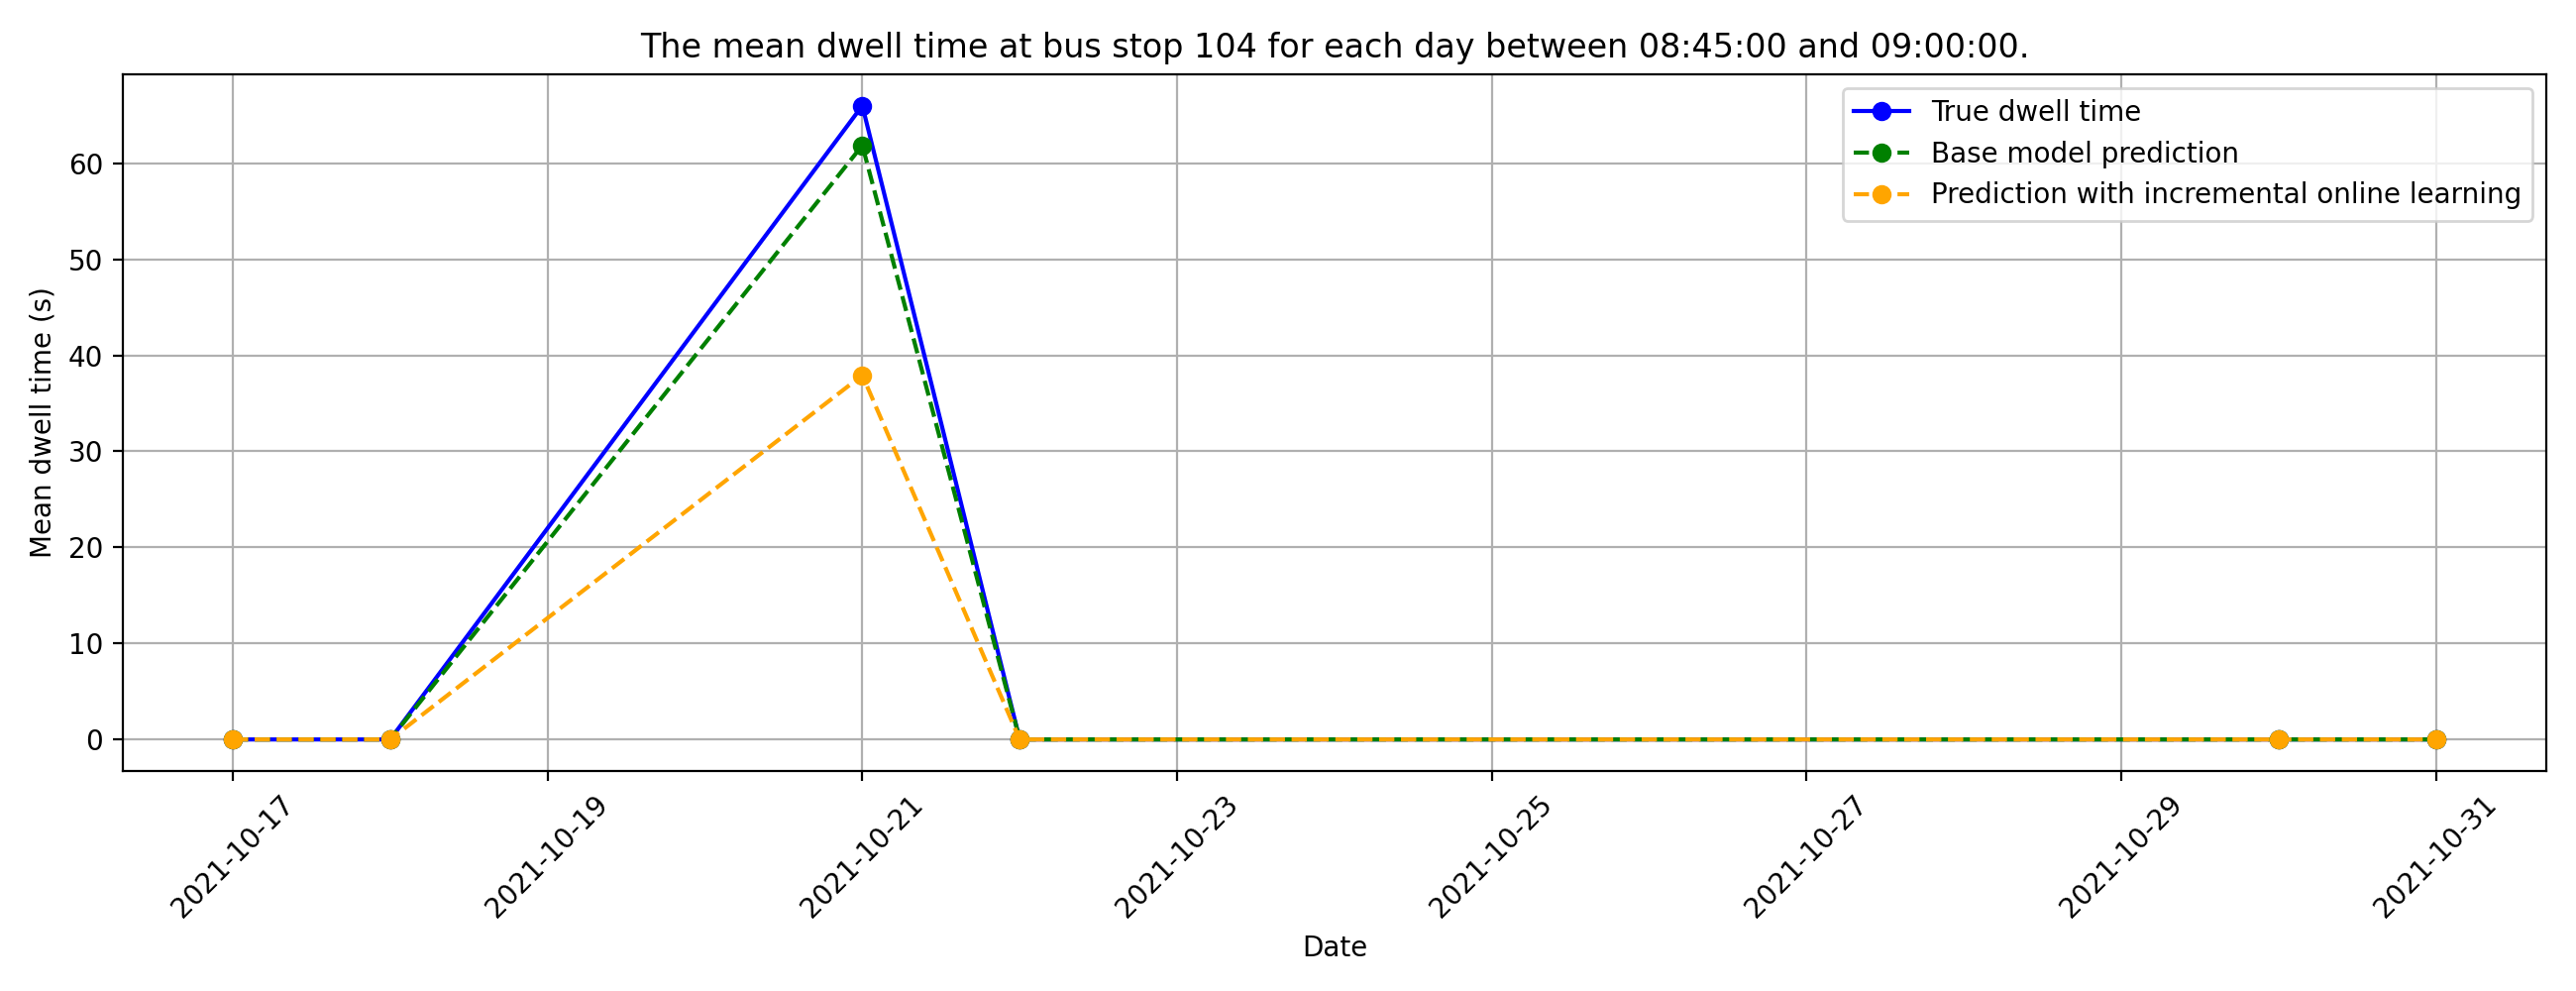 The mean dwell time at bus stop 104 for each day between 08:45:00 and 09:00:00.
True dwell time
Base model prediction
Prediction with incremental online learning
Mean dwell time (s)
60
50
40
30
20
10
0
2021-10-17
2021-10-19
2021-10-21
2021-10-23
2021-10-25
2021-10-27
2021-10-29
2021-10-31
Date